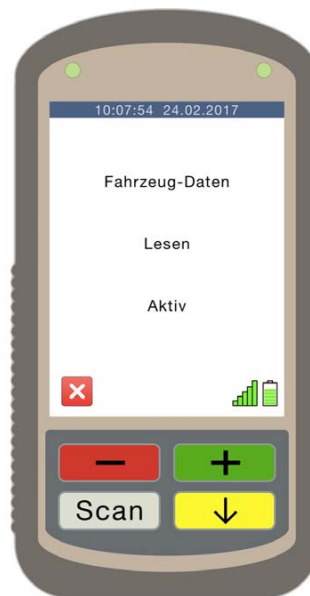 10:07:54 24.02.2017
Fahrzeug-Daten
Lesen
Aktiv
− +
Scan ↓